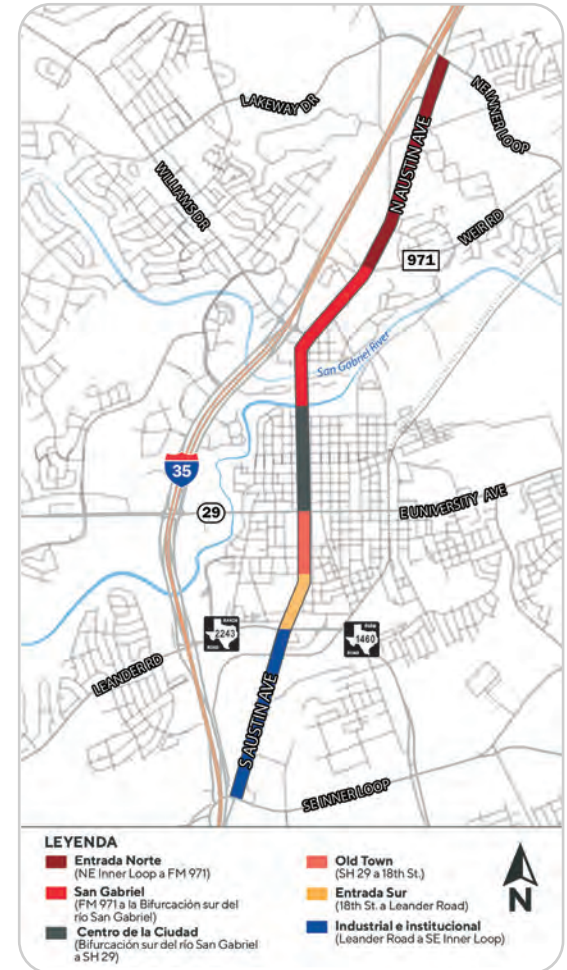 LAKEWAY DR
NE INNER LOOP
N AUSTIN AVE
WILLIAMS DR
WEIR RD
971
San Gabriel River
35
29
E UNIVERSITY AVE
RANCH
2243
ROAD
FARM
1460
ROAD
LEANDER RD
S AUSTIN AVE
SE INNER LOOP
LEYENDA
Entrada Norte
(NE Inner Loop a FM 971)
San Gabriel
(FM 971 a la Bifurcación sur del
río San Gabriel)
Centro de la Ciudad
(Bifurcación sur del río San Gabriel
a SH 29)
Old Town
(SH 29 a 18th St.)
Entrada Sur
(18th St. a Leander Road)
Industrial e institucional
(Leander Road a SE Inner Loop)
N